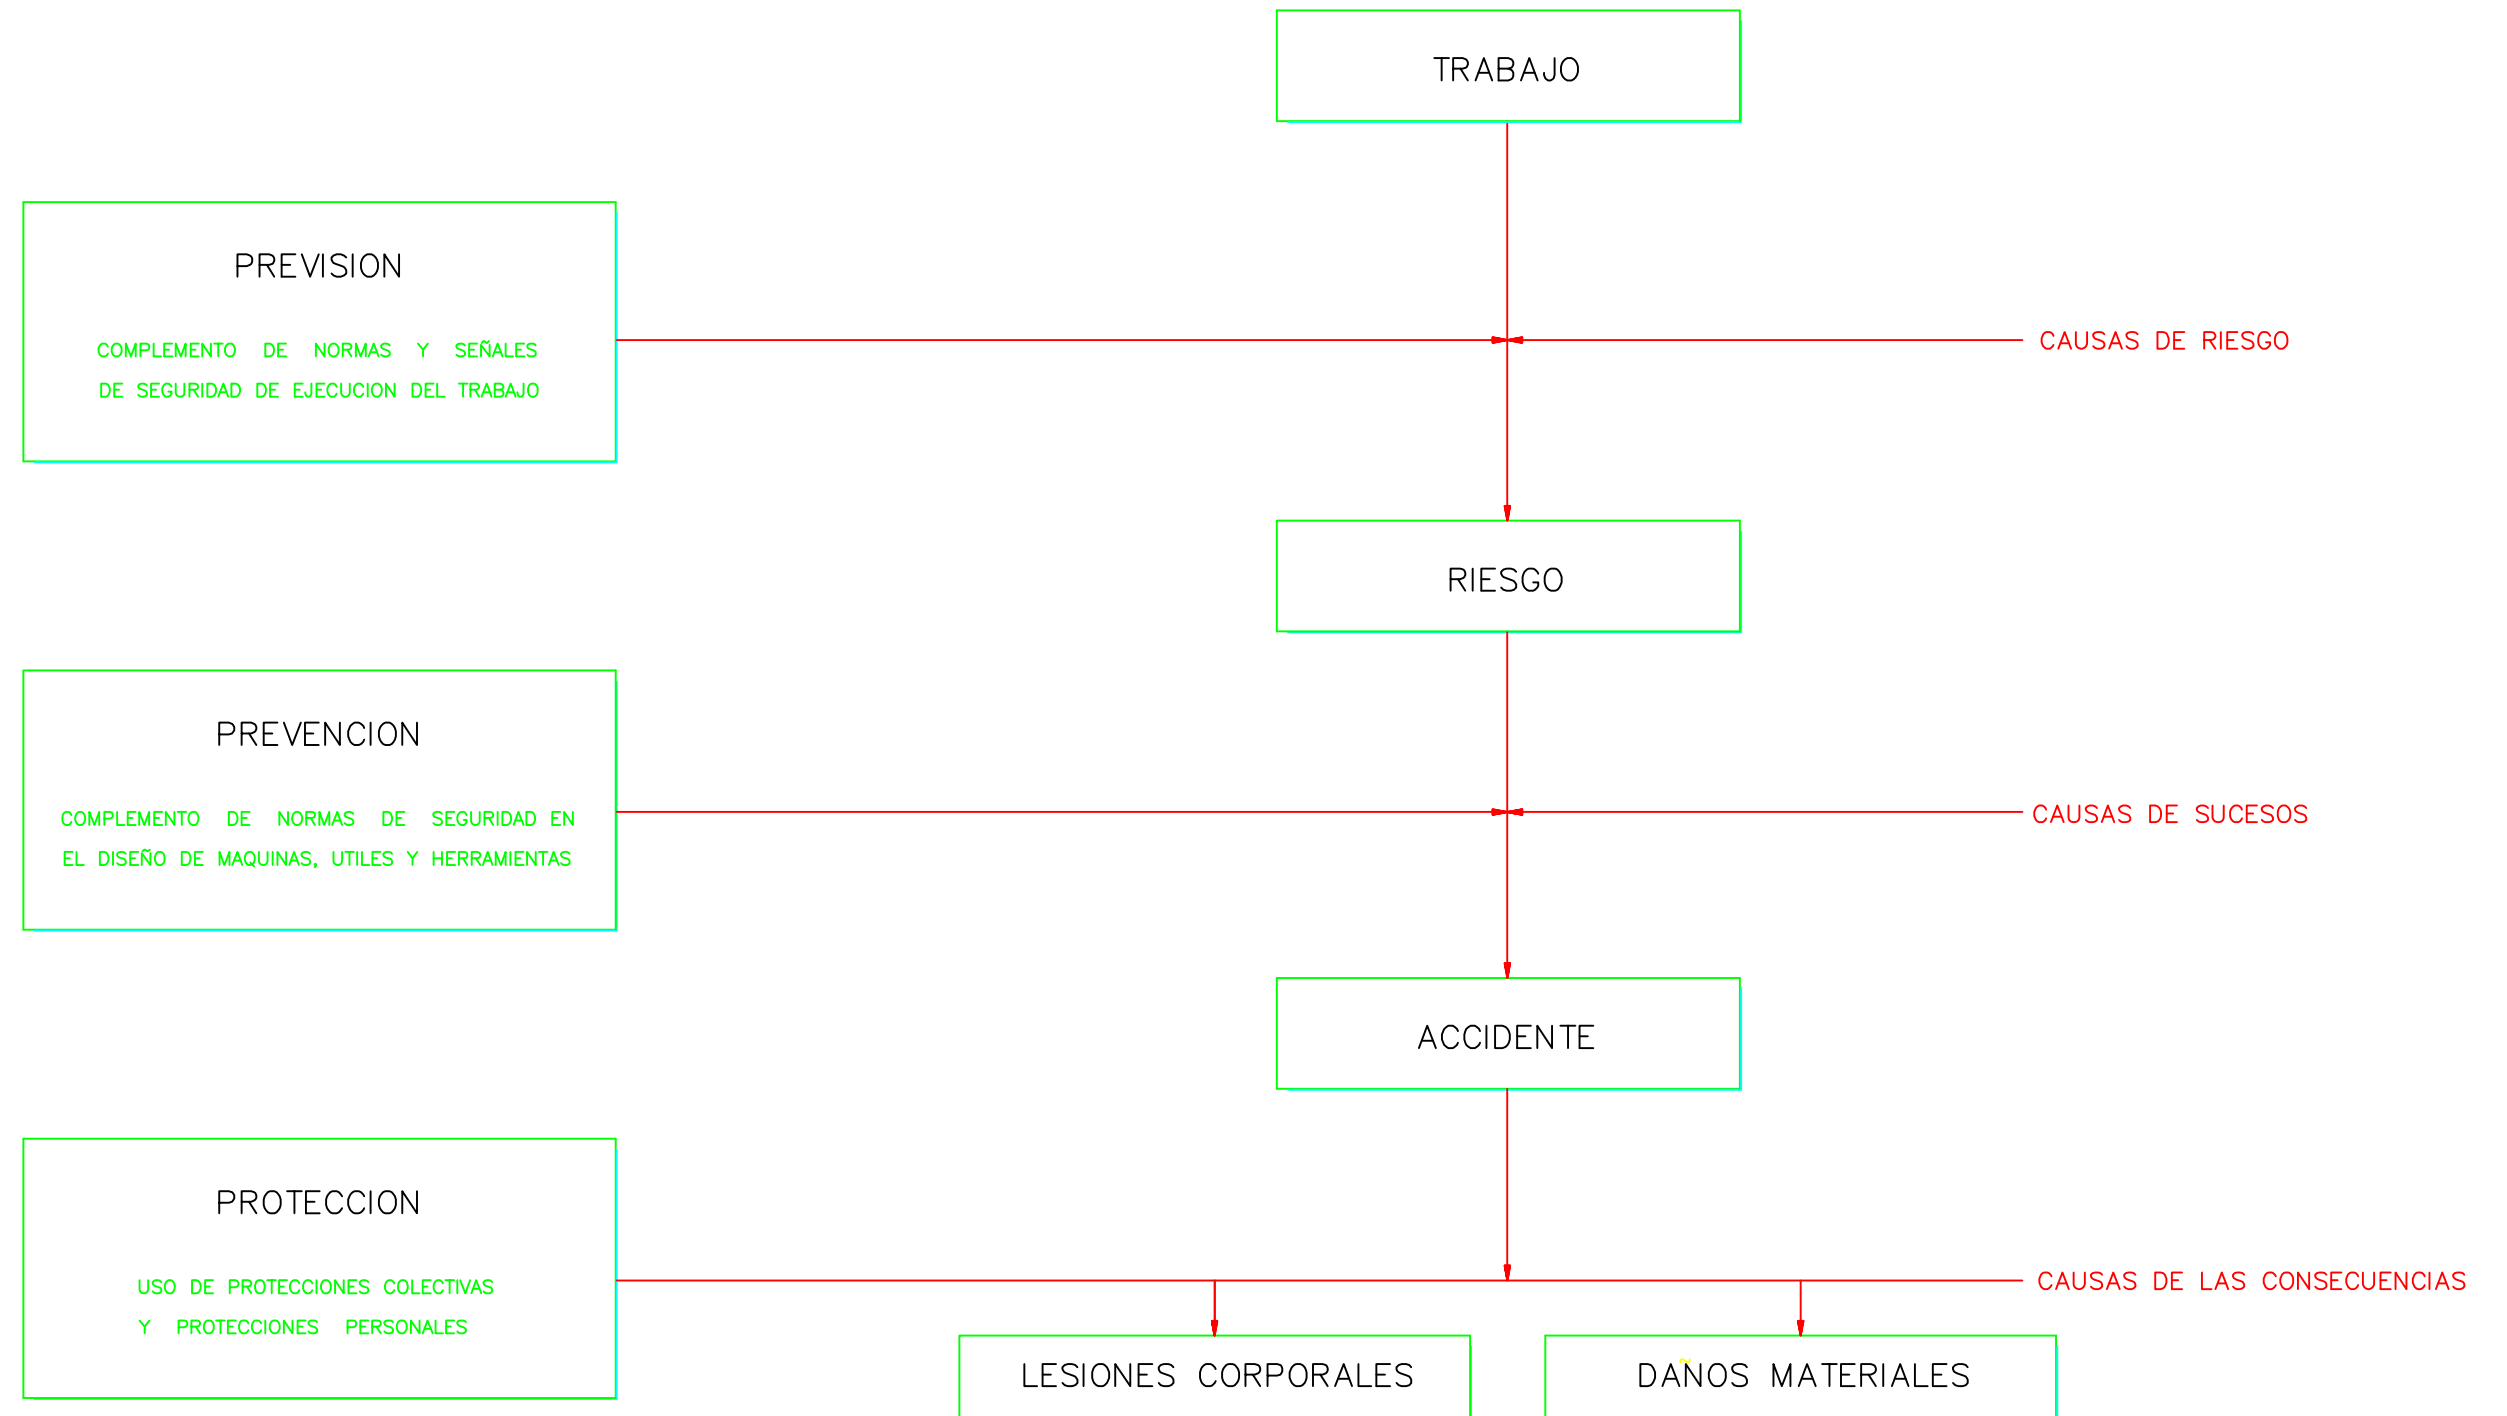 TRABAJO
PREVISION
COMPLEMENTO DE NORMAS Y SEÑALES
DE SEGURIDAD DE EJECUCION DEL TRABAJO
CAUSAS DE RIESGO
RIESGO
PREVENCION
COMPLEMENTO DE NORMAS DE SEGURIDAD EN
EL DISEÑO DE MAQUINAS, UTILES Y HERRAMIENTAS
CAUSAS DE SUCESOS
ACCIDENTE
PROTECCION
USO DE PROTECCIONES COLECTIVAS
Y PROTECCIONES PERSONALES
CAUSAS DE LAS CONSECUENCIAS
LESIONES CORPORALES
DAÑOS MATERIALES